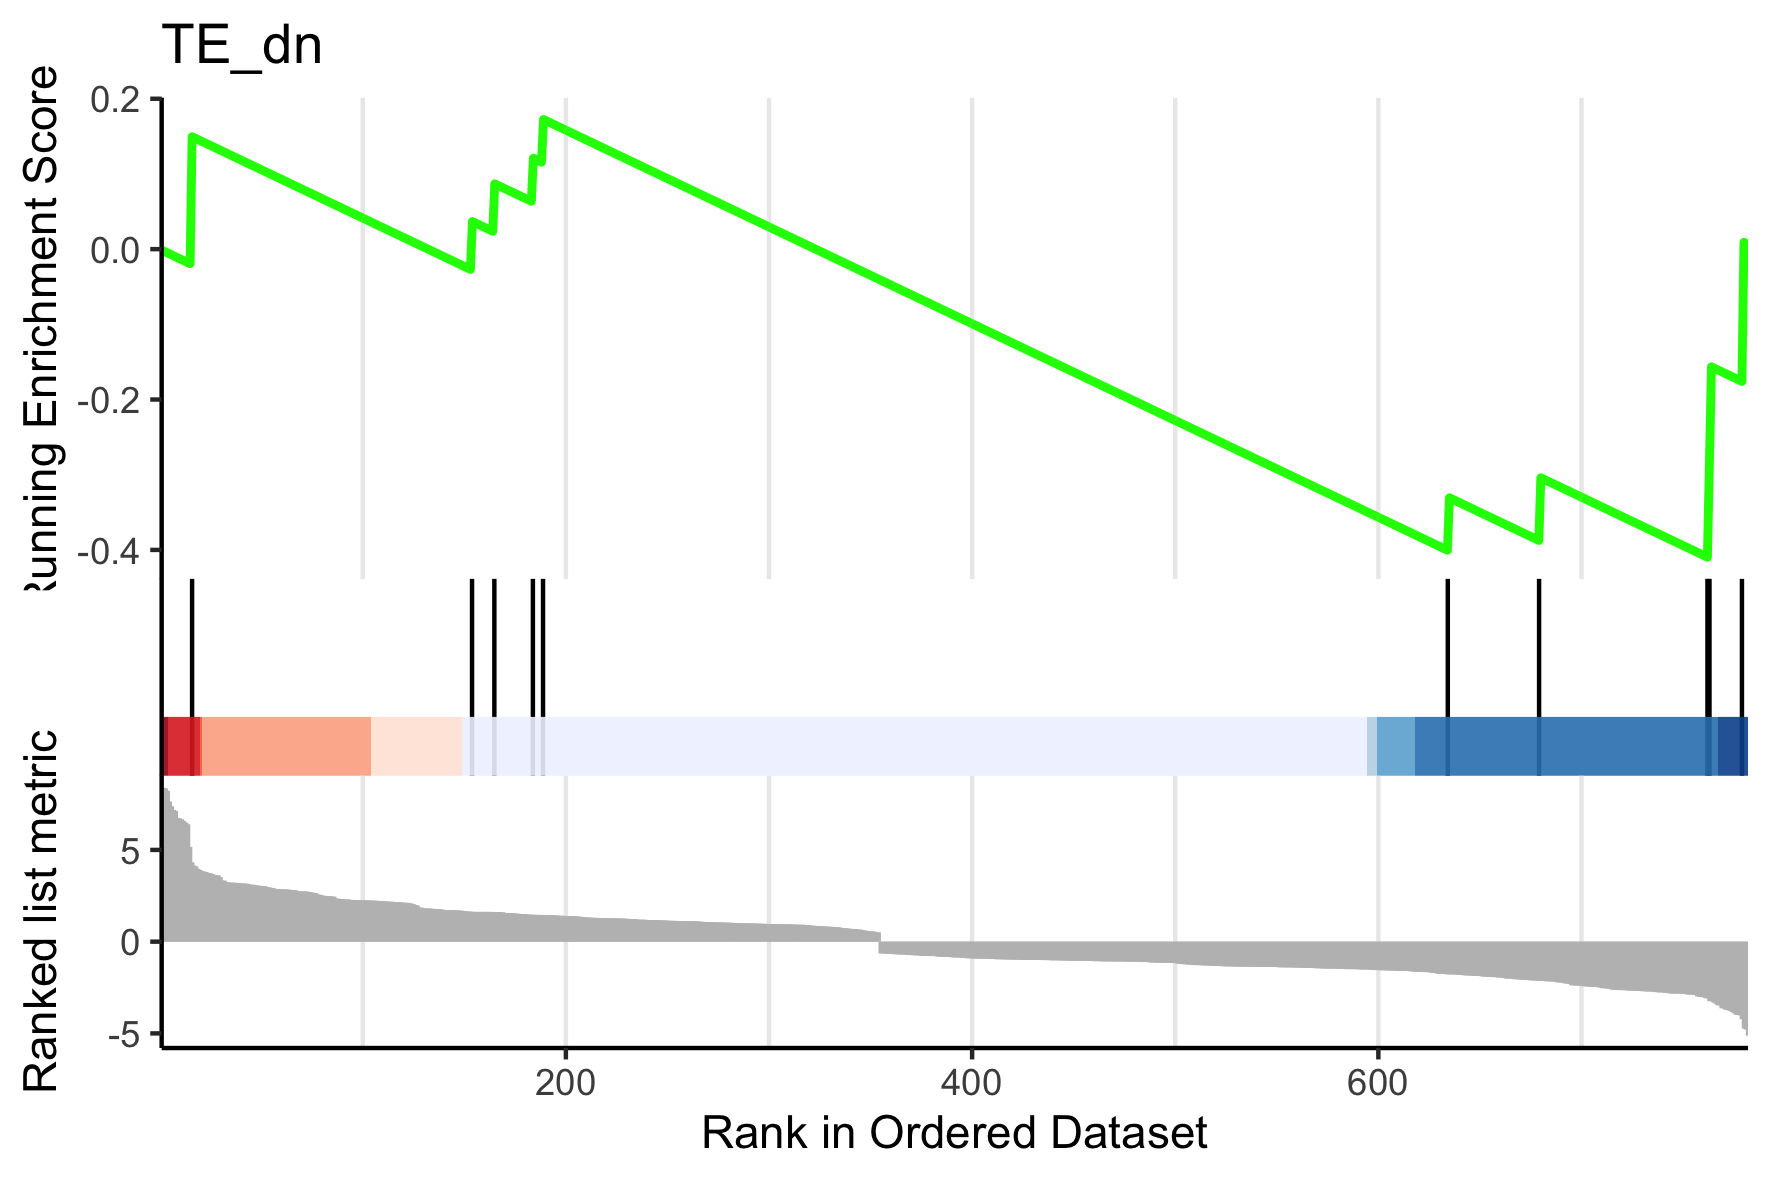 TE_dn
Running Enrichment Score
0.2
0.0
-0.2
-0.4
Ranked list metric
5
0
-5
200
400
600
Rank in Ordered Dataset